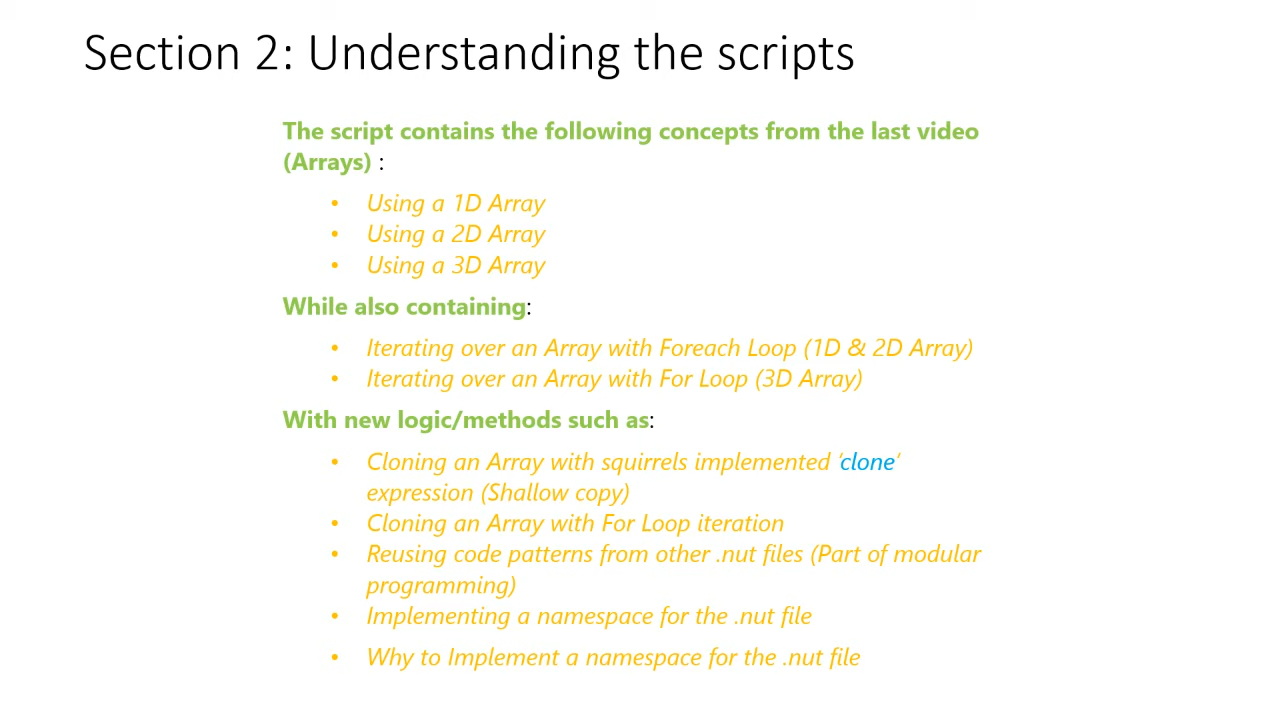 Section 2: Understanding the scripts
The script contains the following concepts from the last video
(Arrays) :
• Using a 1D Array
• Using a 2D Array
• Using a 3D Array
While also containing:
• Iterating over an Array with Foreach Loop (1D & 2D Array)
• Iterating over an Array with For Loop (3D Array)
With new logic/methods such as:
• Cloning an Array with squirrels implemented 'clone'
expression (Shallow copy)
• Cloning an Array with For Loop iteration
• Reusing code patterns from other .nut files (Part of modular
programming)
• Implementing a namespace for the .nut file
• Why to Implement a namespace for the .nut file